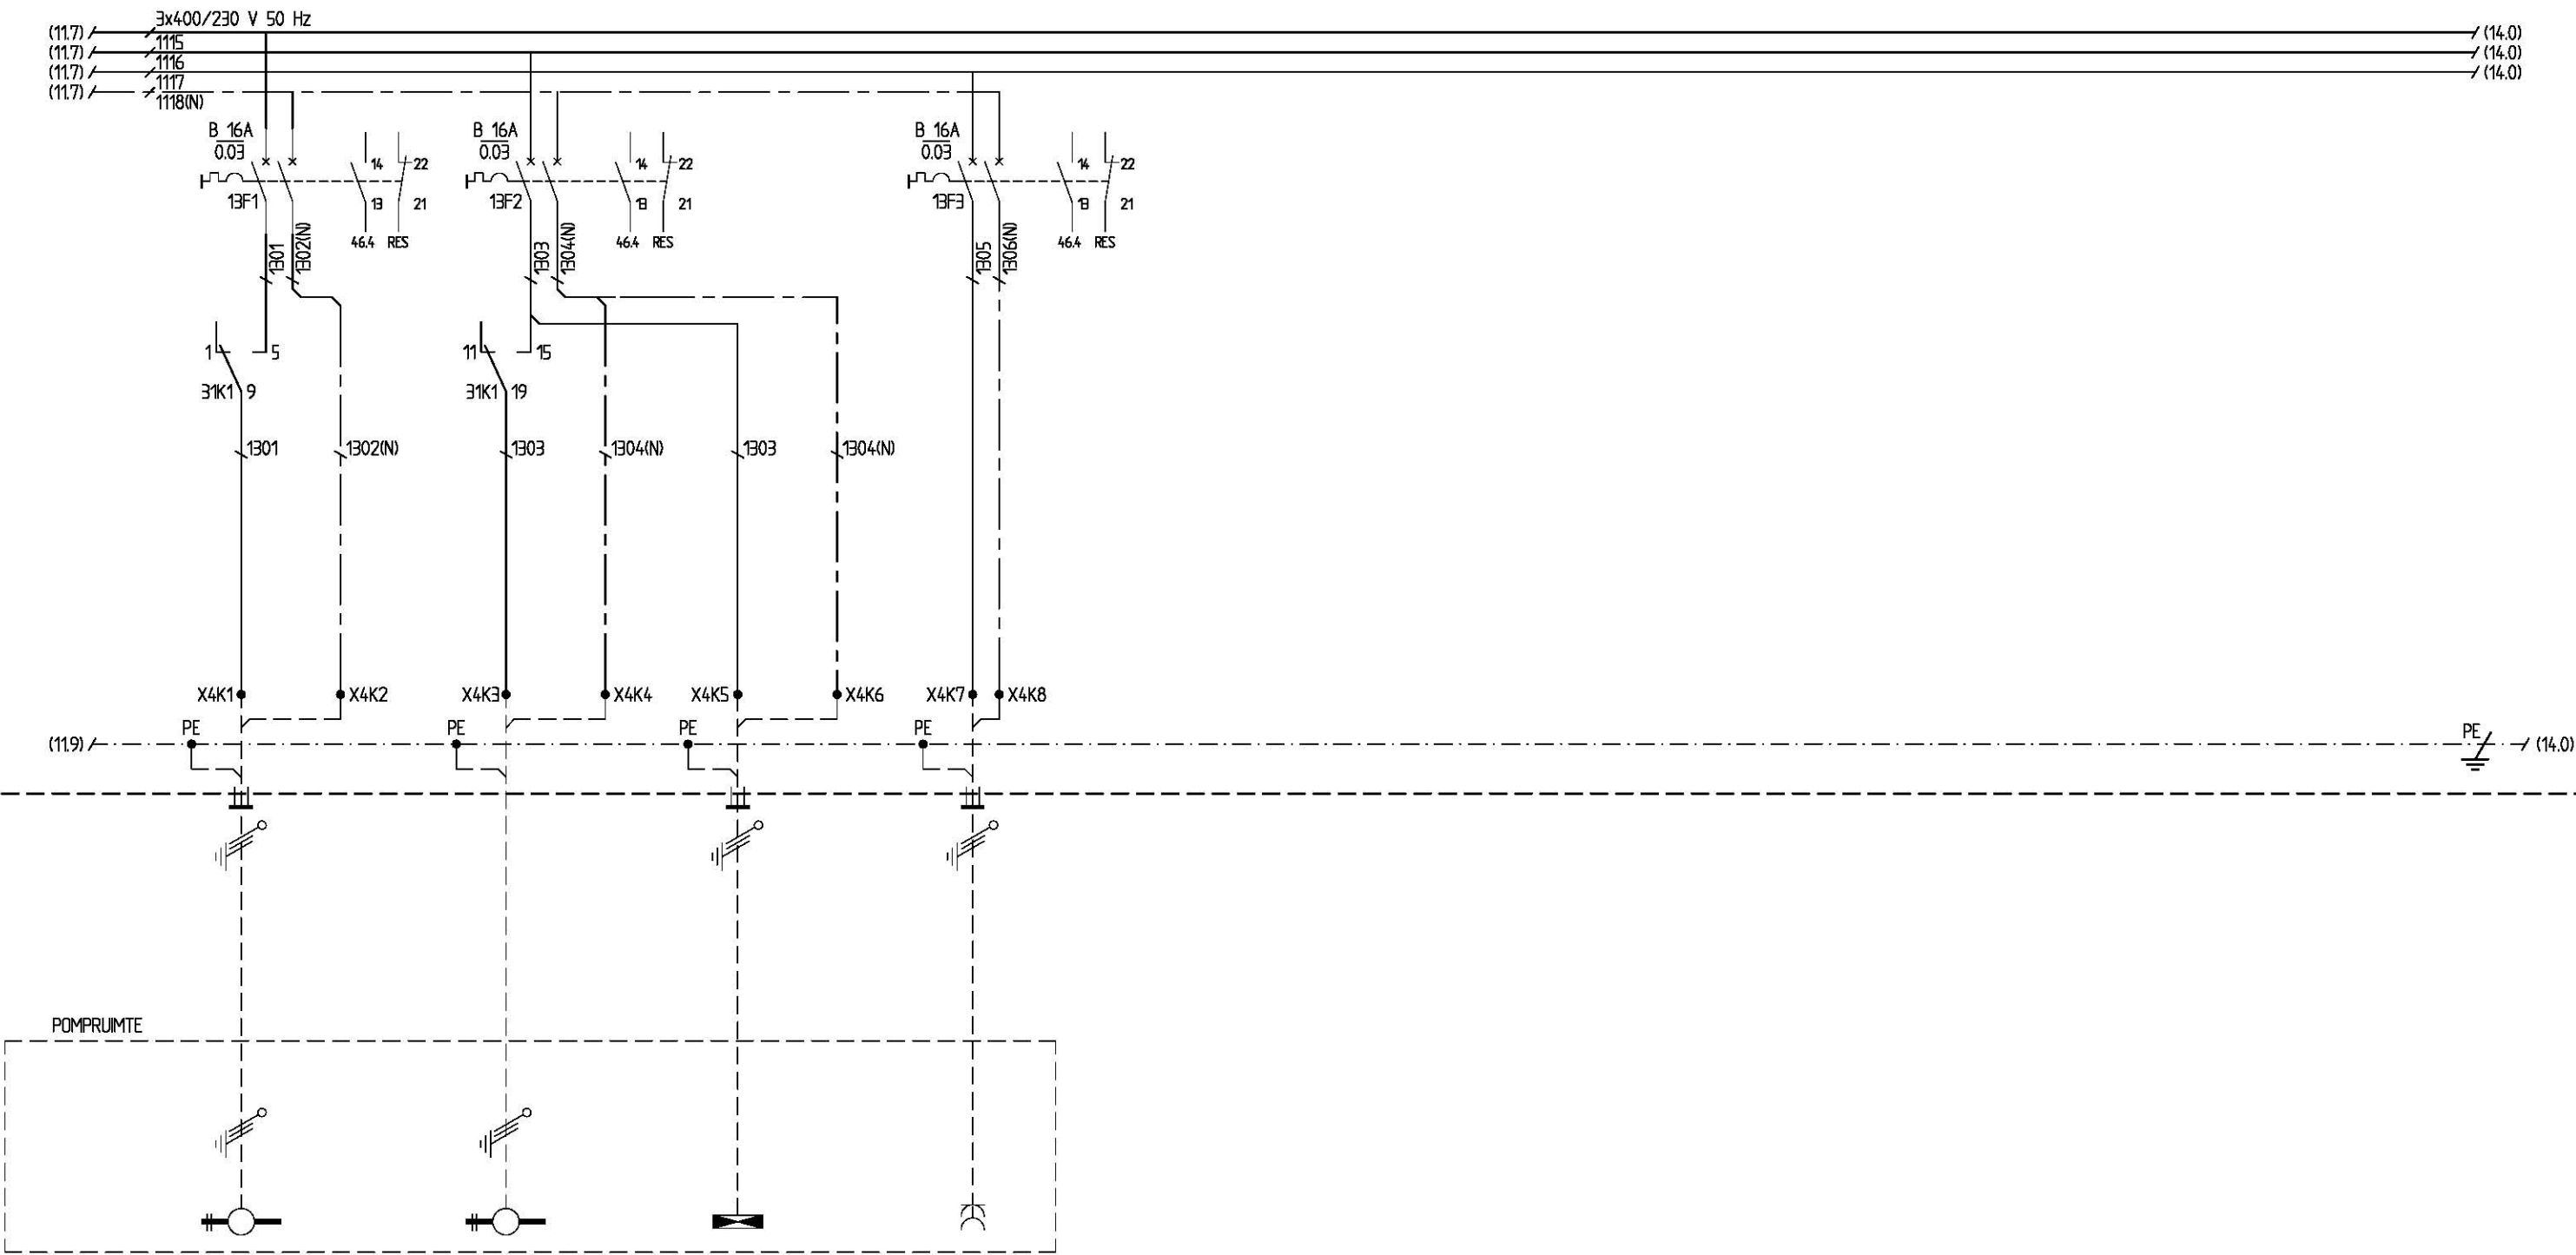 3x400/230 V 50 Hz
(11.7) 1115 (14.0)
(11.7) 1116 (14.0)
(11.7) 1117 (14.0)
(11.7) 1118(N)
B 16A B 16A B 16A
0.03 0.03 0.03
14 22 14 22 14 22
13F1 13 21 13F2 13 21 13F3 13 21
46.4 RES 46.4 RES 46.4 RES
1301 1302(N) 1303 1304(N) 1305 1306(N)
1 5 11 15
31K1 9 31K1 19
1301 1302(N) 1303 1304(N) 1303 1304(N)
X4K1 X4K2 X4K3 X4K4 X4K5 X4K6 X4K7 X4K8
PE PE PE PE PE
(11.9) (14.0)
POMPRUIMTE